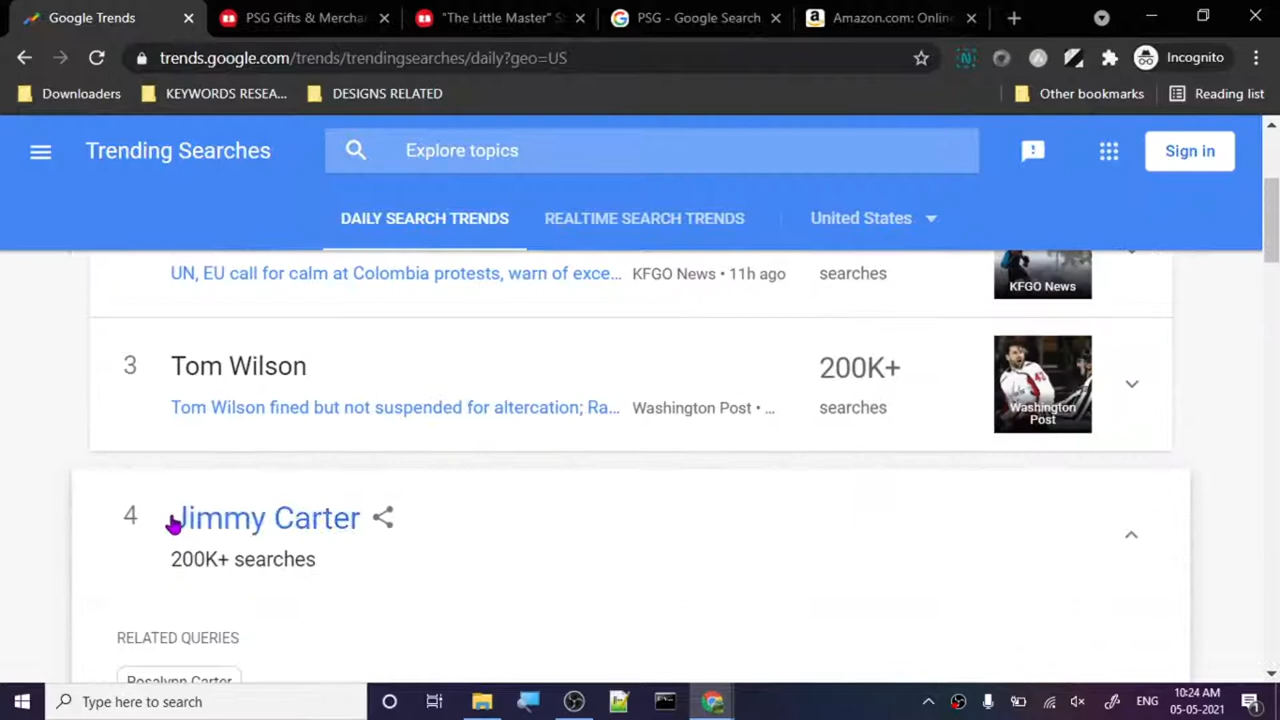 Google Trends
PSG Gifts & Mercha
"The Little Master" S
PSG - Google Search
Amazon.com: Onlin
trends.google.com/trends/trendingsearches/daily?geo=US
Incognito
Downloaders
KEYWORDS RESEA...
DESIGNS RELATED
Other bookmarks
Reading list
Trending Searches
Explore topics
Sign in
DAILY SEARCH TRENDS
REALTIME SEARCH TRENDS
United States
UN, EU call for calm at Colombia protests, warn of exce...
KFGO News • 11h ago
searches
KFGO News
3
Tom Wilson
200K+
Tom Wilson fined but not suspended for altercation; Ra...
Washington Post • ...
searches
Washington
Post
4
Jimmy Carter
200K+ searches
RELATED QUERIES
Rosalynn Carter
Type here to search
ENG
10:24 AM
05-05-2021
1